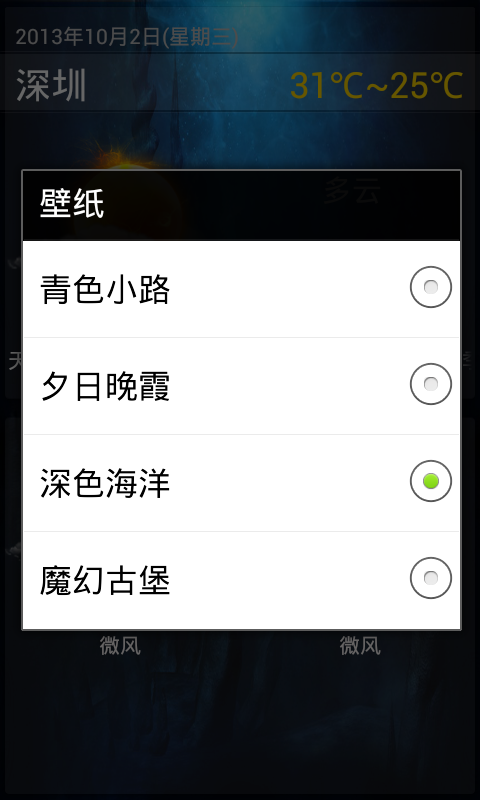 2013年10月2日(星期三)
深圳 31℃~25℃
多云
壁纸
青色小路
天
夕日晚霞
深色海洋
魔幻古堡
微风 微风